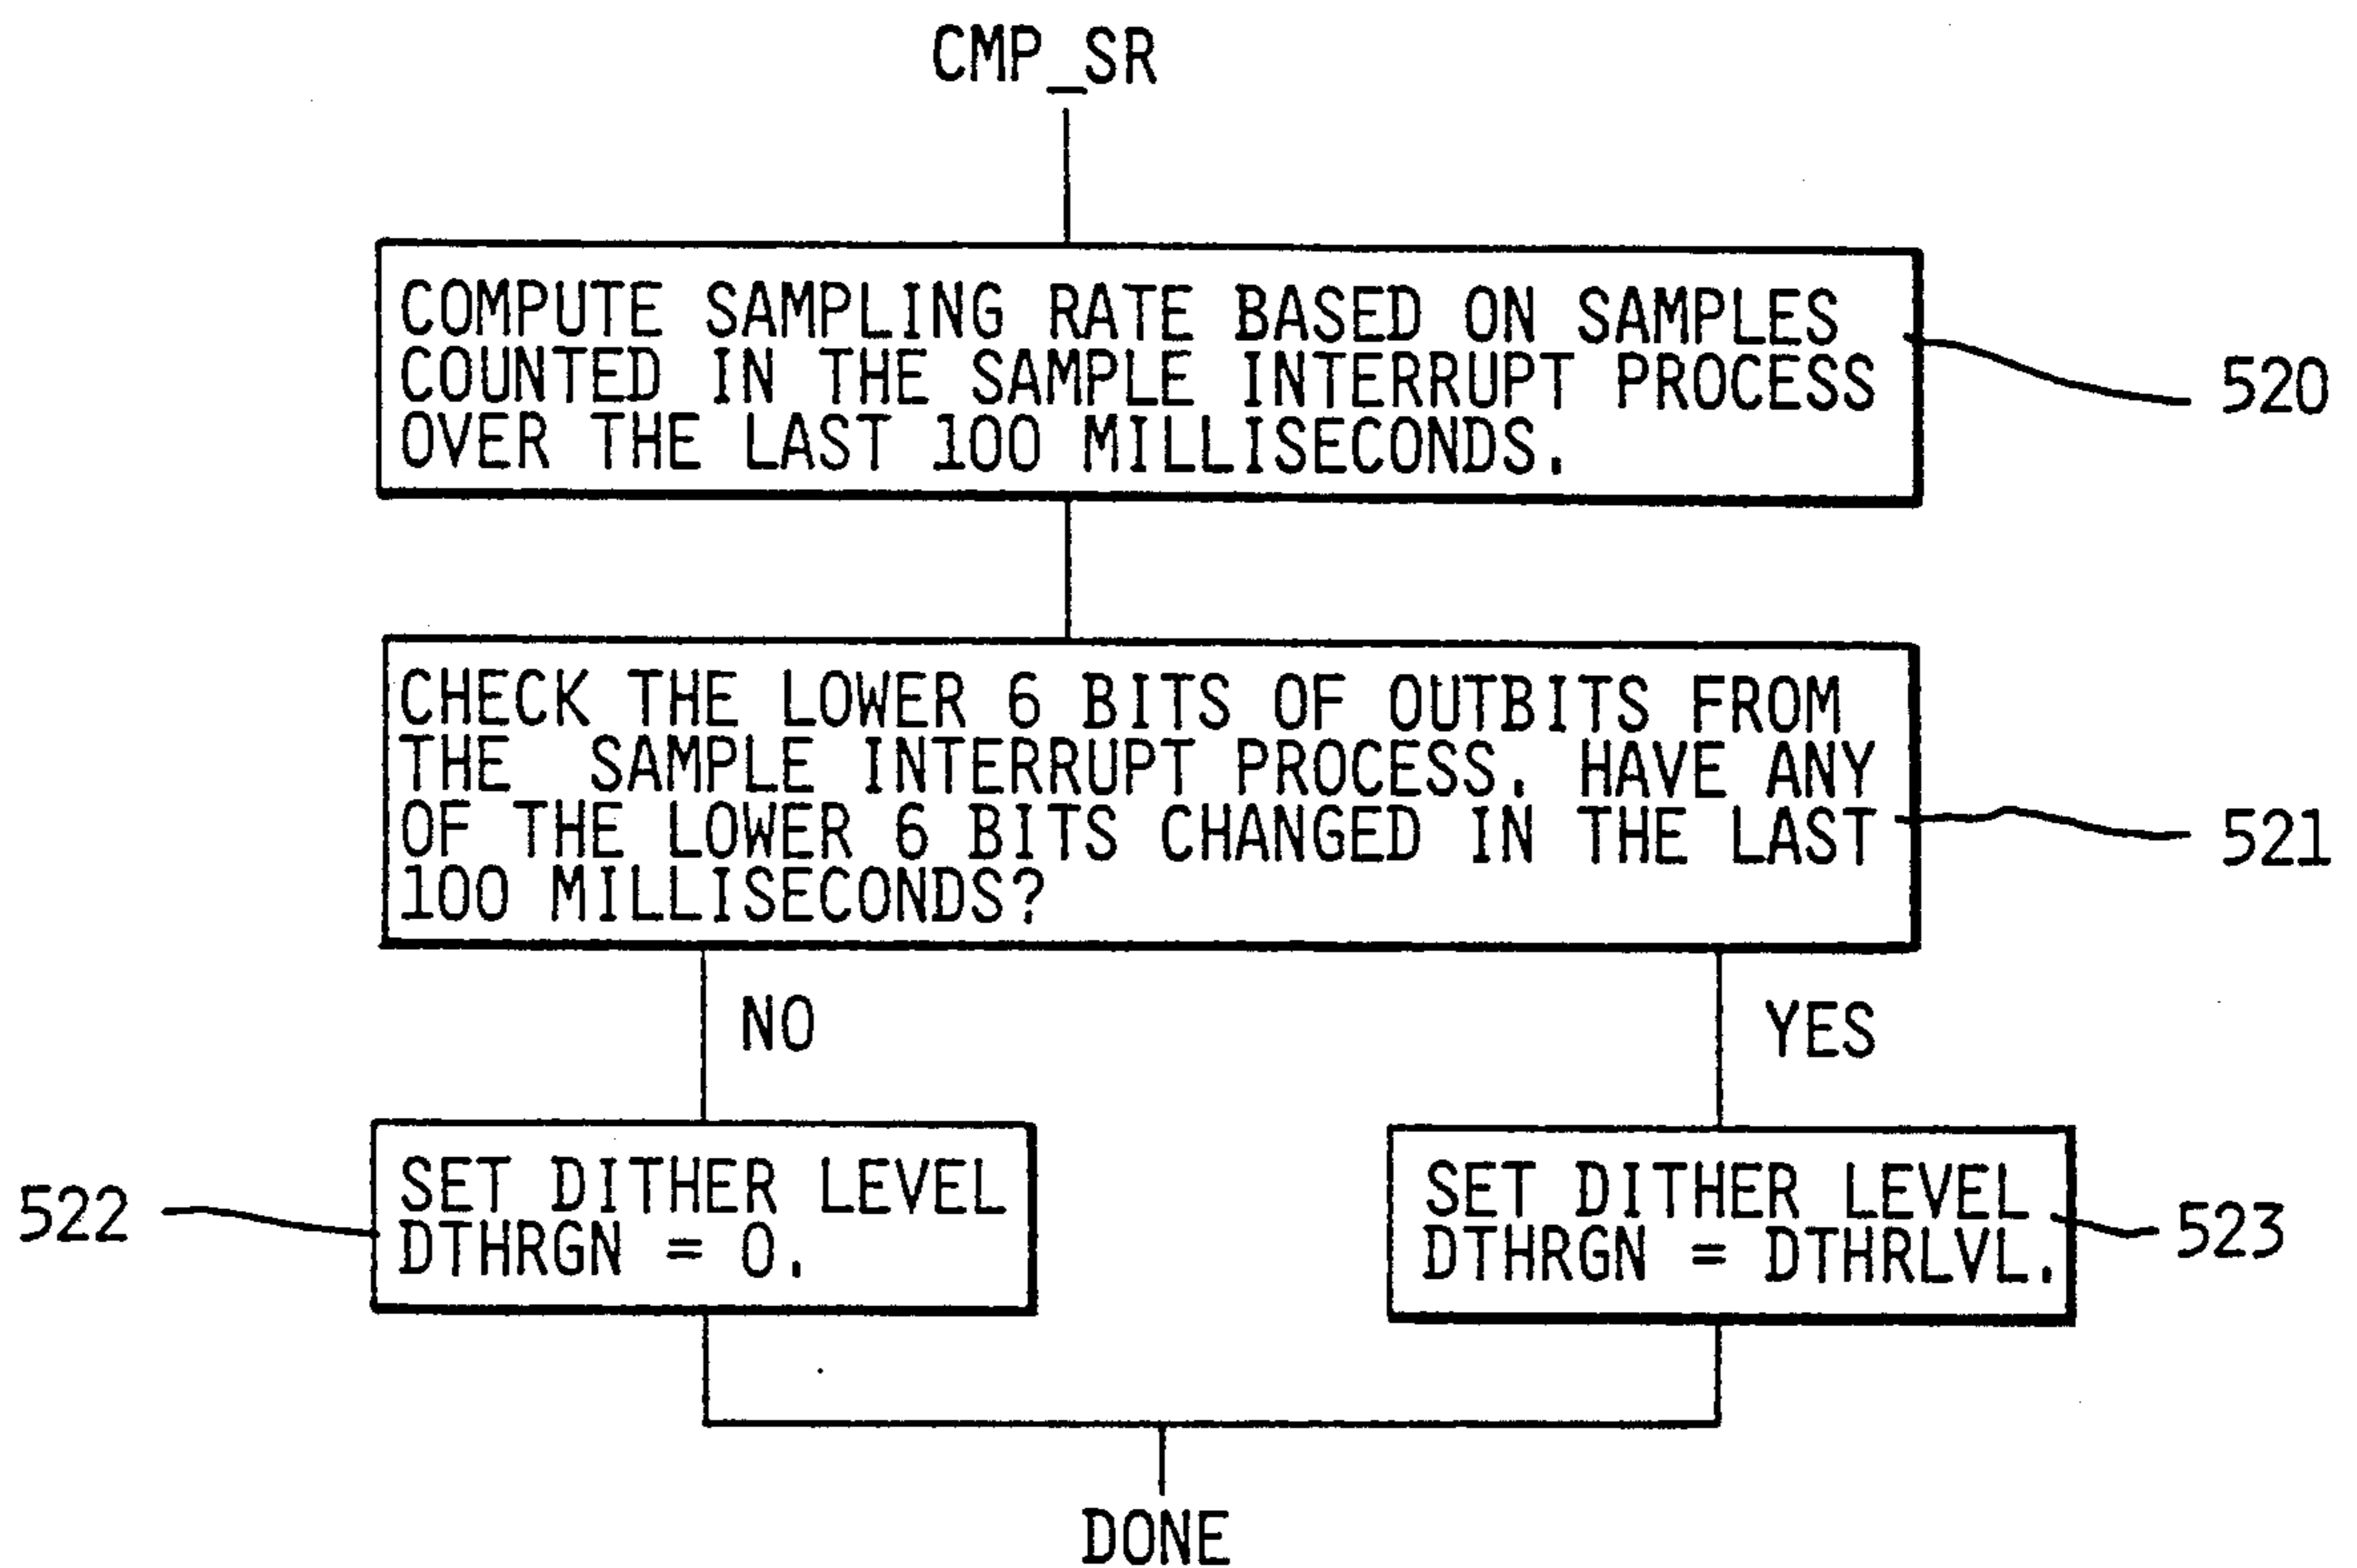 CMP_SR
COMPUTE SAMPLING RATE BASED ON SAMPLES
COUNTED IN THE SAMPLE INTERRUPT PROCESS
OVER THE LAST 100 MILLISECONDS.
520
CHECK THE LOWER 6 BITS OF OUTBITS FROM
THE SAMPLE INTERRUPT PROCESS. HAVE ANY
OF THE LOWER 6 BITS CHANGED IN THE LAST
100 MILLISECONDS?
521
NO
YES
522
SET DITHER LEVEL
DTHRGN = 0.
SET DITHER LEVEL
DTHRGN = DTHRLVL.
523
DONE